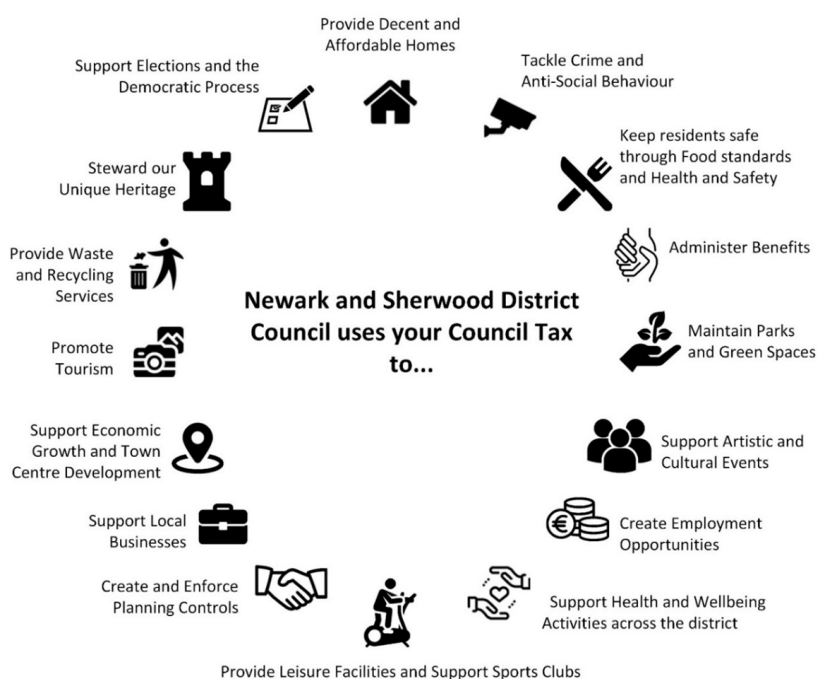 Provide Decent and
Affordable Homes
Tackle Crime and
Anti-Social Behaviour
Keep residents safe
through Food standards
and Health and Safety
Administer Benefits
Maintain Parks
and Green Spaces
Support Artistic and
Cultural Events
Create Employment
Opportunities
Support Health and Wellbeing
Activities across the district
Provide Leisure Facilities and Support Sports Clubs
Create and Enforce
Planning Controls
Support Local
Businesses
Support Economic
Growth and Town
Centre Development
Promote
Tourism
Provide Waste
and Recycling
Services
Steward our
Unique Heritage
Support Elections and the
Democratic Process
Newark and Sherwood District
Council uses your Council Tax
to...